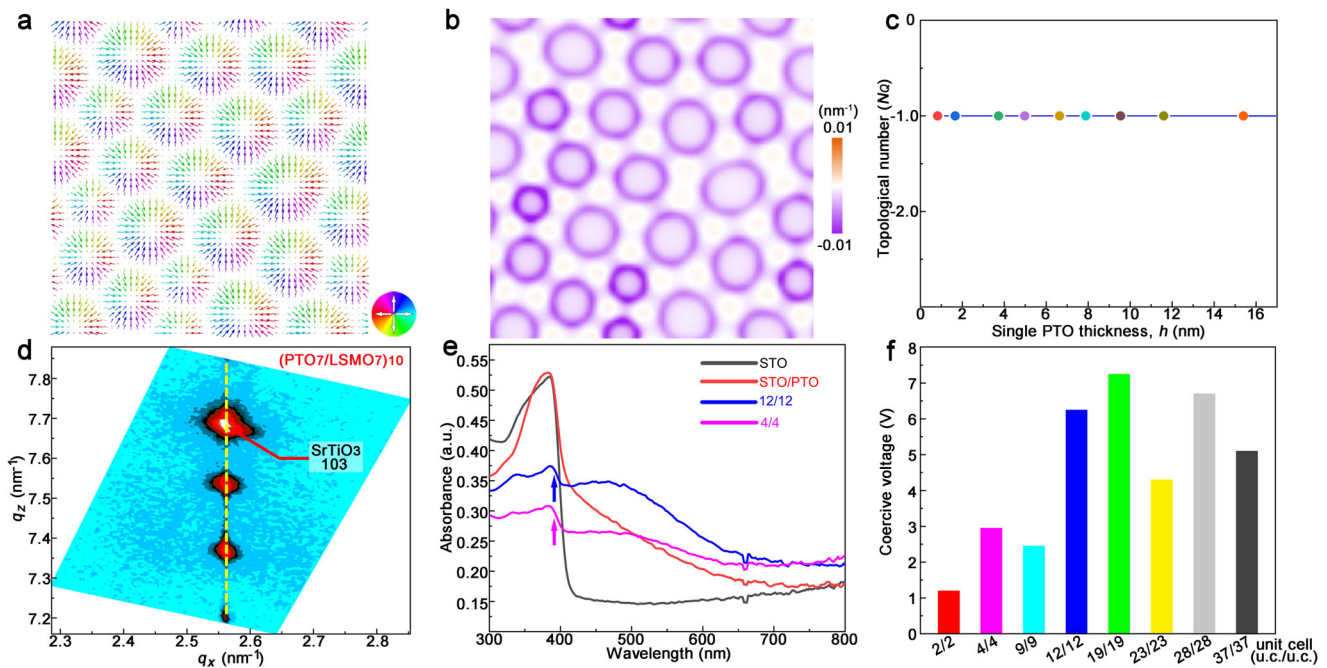 a
b
(nm⁻¹)
0.01
-0.01
c
Topological number (NQ)
0
-1.0
-2.0
0 2 4 6 8 10 12 14 16
Single PTO thickness, h (nm)
d
(PTO7/LSMO7)10
SrTiO3
103
qz (nm⁻¹)
7.8
7.7
7.6
7.5
7.4
7.3
7.2
2.3 2.4 2.5 2.6 2.7 2.8
qx (nm⁻¹)
e
STO
STO/PTO
12/12
4/4
Absorbance (a.u.)
0.55
0.50
0.45
0.40
0.35
0.30
0.25
0.20
0.15
300 400 500 600 700 800
Wavelength (nm)
f
Coercive voltage (V)
8
7
6
5
4
3
2
1
0
2/2 4/4 9/9 12/12 19/19 23/23 28/28 37/37
unit cell
(u.c./u.c.)